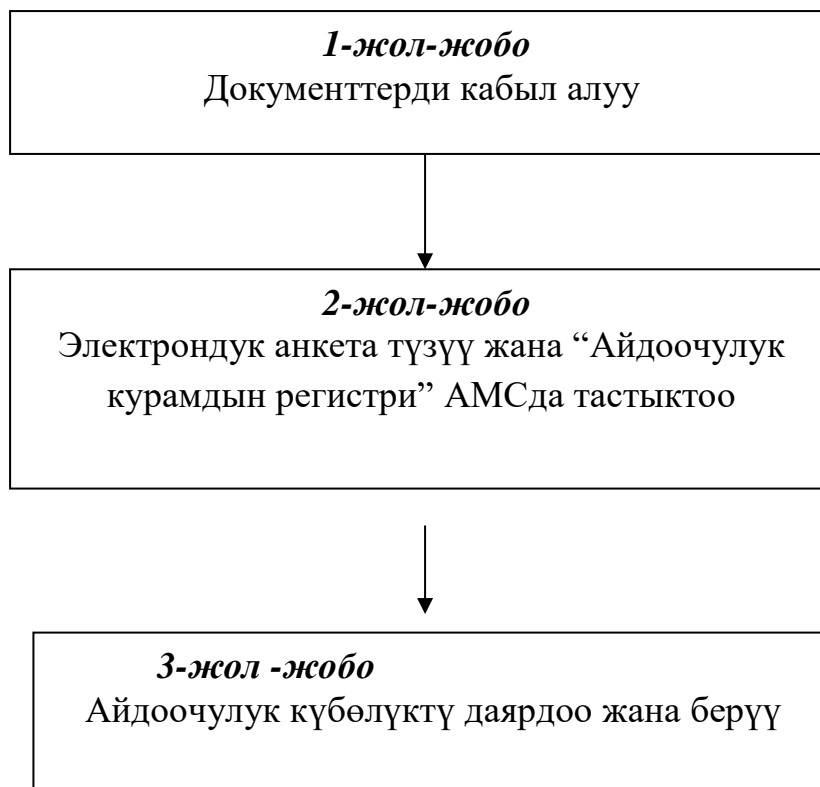 1-жол-жобо
Документтерди кабыл алуу
2-жол-жобо
Электрондук анкета түзүү жана “Айдоочулук
курамдын регистри” АМСда тастыктоо
3-жол -жобо
Айдоочулук күбөлүктү даярдоо жана берүү